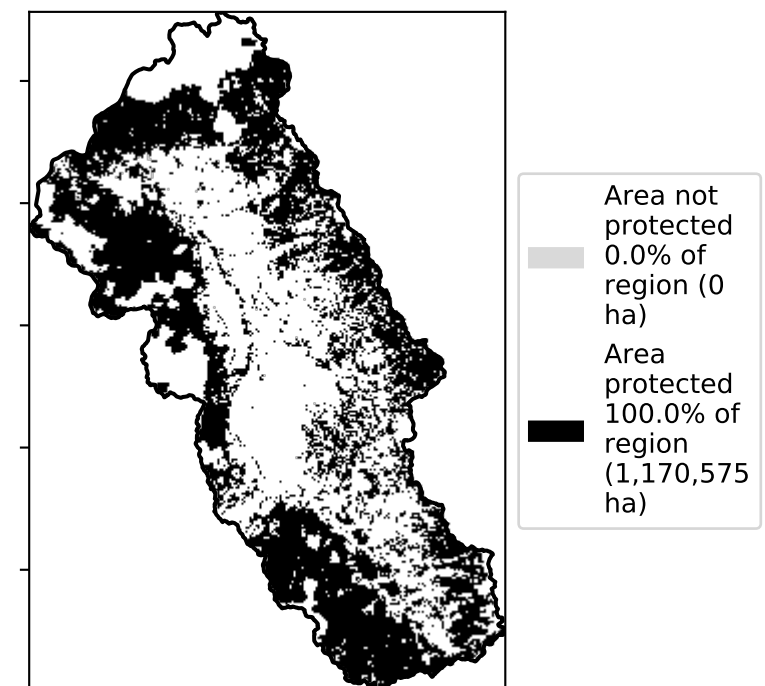 Area not
protected
0.0% of
region (0
ha)
Area
protected
100.0% of
region
(1,170,575
ha)